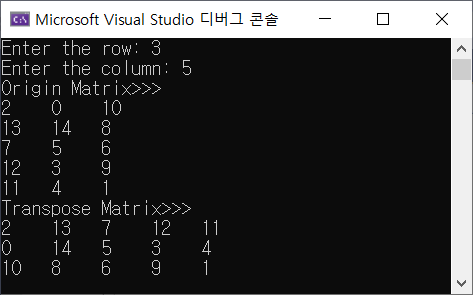 Microsoft Visual Studio 디버그 콘솔
Enter the row: 3
Enter the column: 5
Origin Matrix>>>
2 0 10
13 14 8
7 5 6
12 3 9
11 4 1
Transpose Matrix>>>
2 13 7 12 11
0 14 5 3 4
10 8 6 9 1